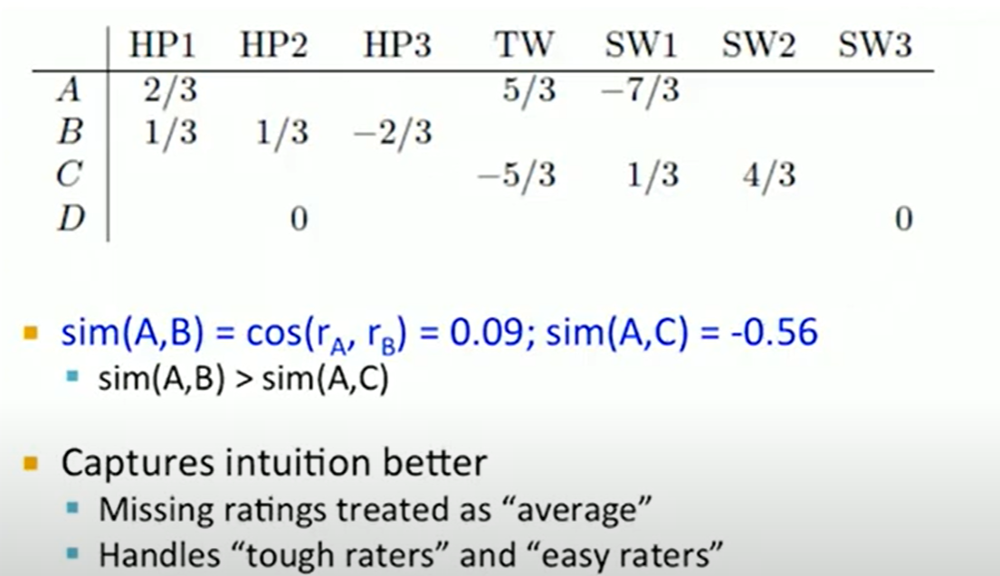 HP1 HP2 HP3 TW SW1 SW2 SW3
A 2/3 5/3 −7/3
B 1/3 1/3 −2/3
C −5/3 1/3 4/3
D 0 0
sim(A,B) = cos(rA, rB) = 0.09; sim(A,C) = -0.56
sim(A,B) > sim(A,C)
Captures intuition better
Missing ratings treated as “average”
Handles “tough raters” and “easy raters”